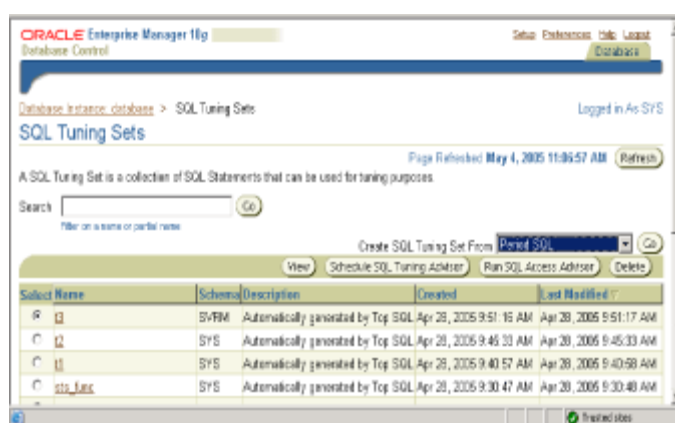 ORACLE Enterprise Manager 10g
Database Control
Setup Preferences Help Logout
Database
Database Instance: database > SQL Tuning Sets
Logged in As SYS
SQL Tuning Sets
Page Refreshed May 4, 2005 11:06:57 AM Refresh
A SQL Tuning Set is a collection of SQL Statements that can be used for tuning purposes.
Search Go
Filter on a name or partial name
Create SQL Tuning Set From Period SQL Go
View Schedule SQL Tuning Advisor Run SQL Access Advisor Delete
Select Name Schema Description Created Last Modified
t3 Automatically generated by Top SQL Apr 28, 2005 9:51:16 AM Apr 28, 2005 9:51:17 AM
t2 SYS Automatically generated by Top SQL Apr 28, 2005 9:45:33 AM Apr 28, 2005 9:45:33 AM
t1 SYS Automatically generated by Top SQL Apr 28, 2005 9:40:57 AM Apr 28, 2005 9:40:58 AM
sts_func SYS Automatically generated by Top SQL Apr 28, 2005 9:30:47 AM Apr 28, 2005 9:30:48 AM
Trusted sites